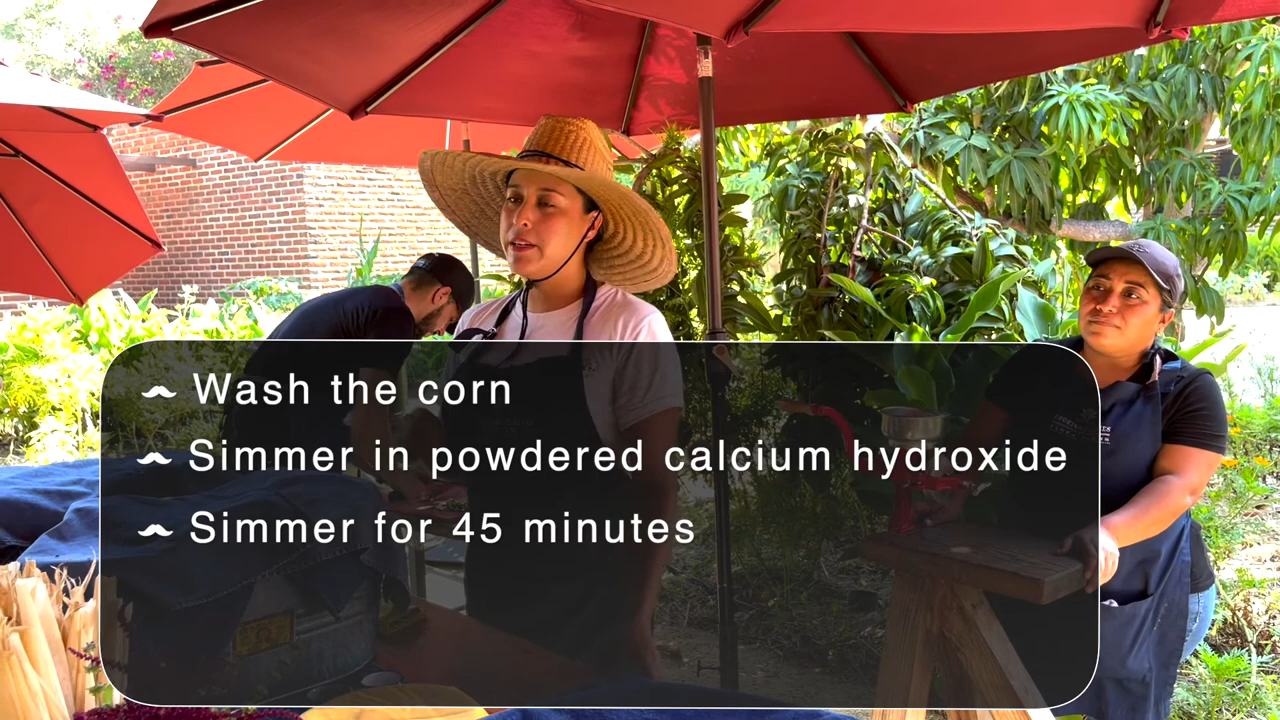 Wash the corn
Simmer in powdered calcium hydroxide
Simmer for 45 minutes